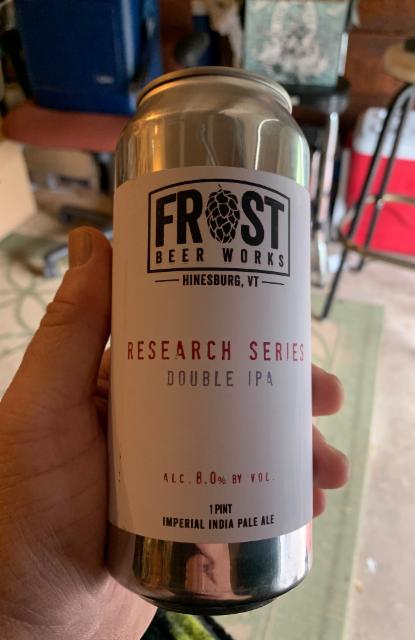 FROST
BEER WORKS
HINESBURG, VT
RESEARCH SERIES
DOUBLE IPA
ALC. 8.0% BY VOL.
1 PINT
IMPERIAL INDIA PALE ALE